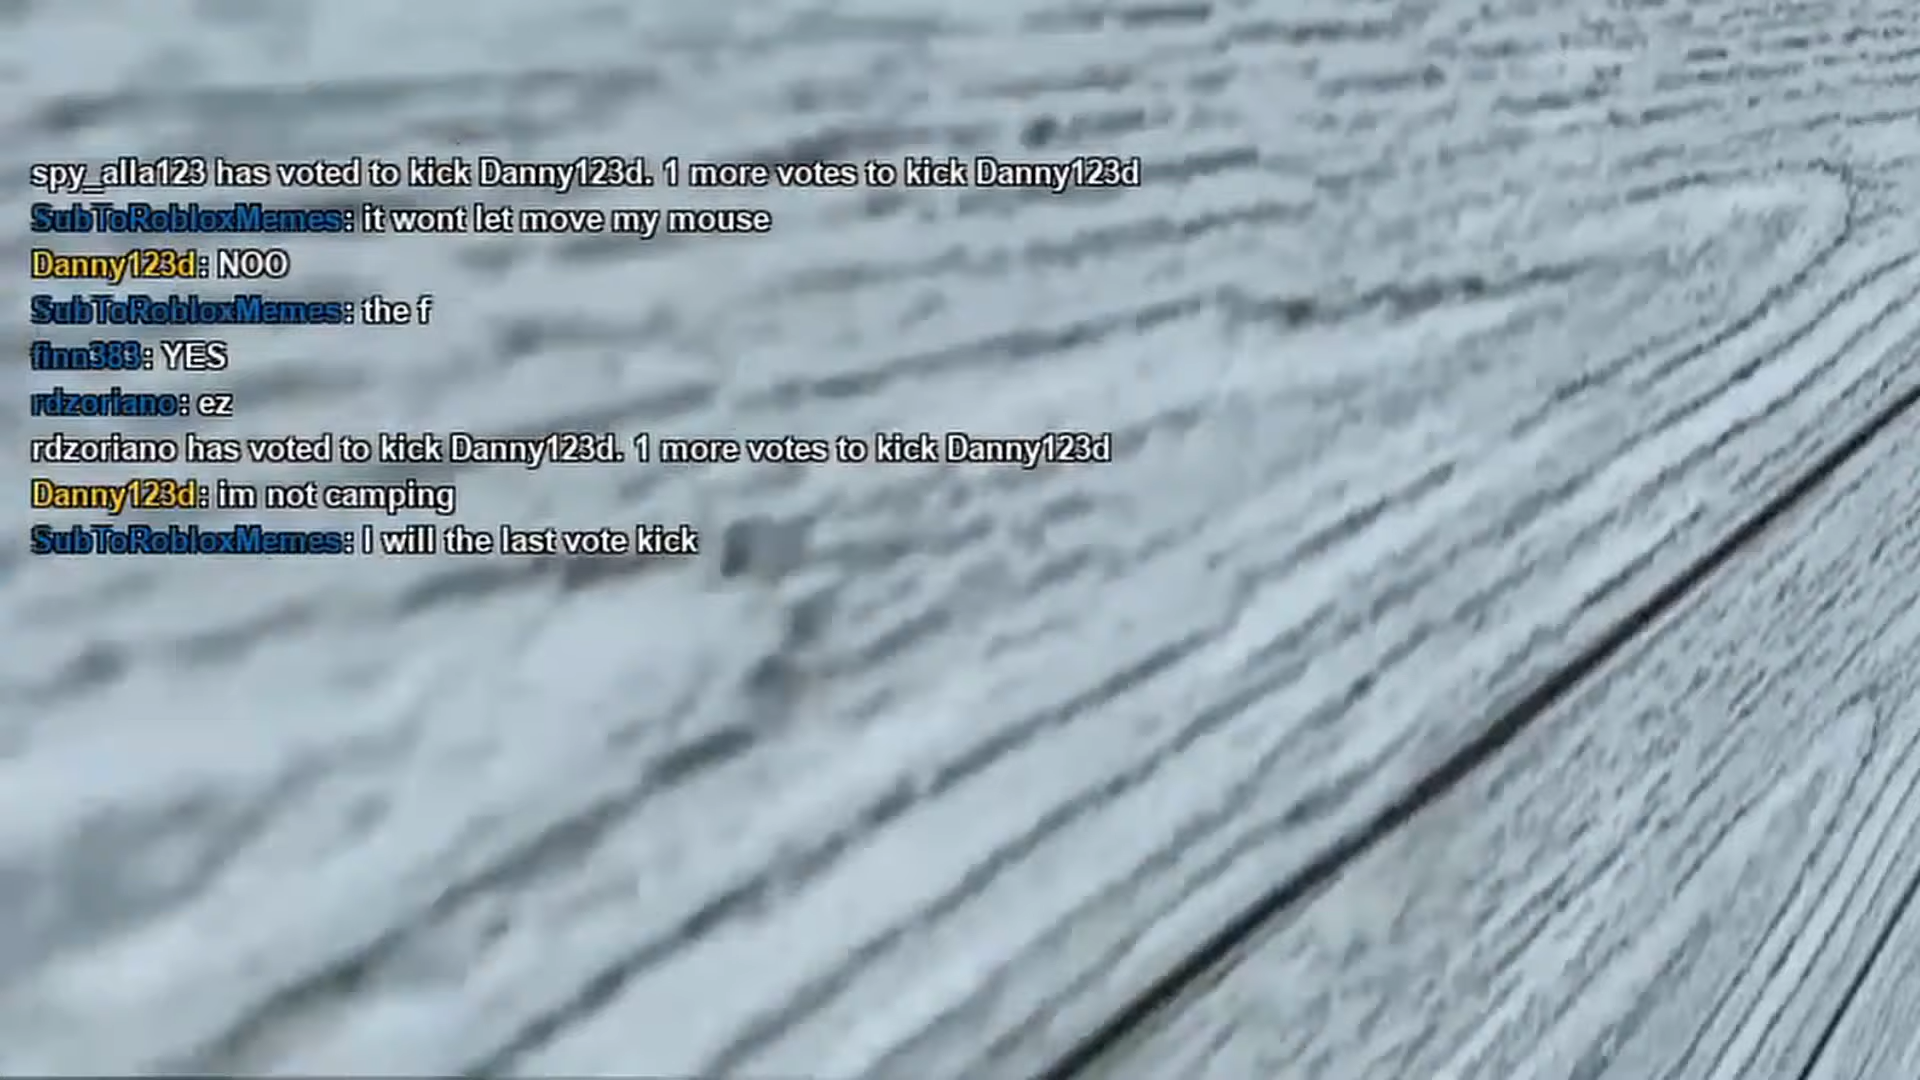 spy_alla123 has voted to kick Danny123d. 1 more votes to kick Danny123d
SubToRobloxMemes: it wont let move my mouse
Danny123d: NOO
SubToRobloxMemes: the f
finn383: YES
rdzoriano: ez
rdzoriano has voted to kick Danny123d. 1 more votes to kick Danny123d
Danny123d: im not camping
SubToRobloxMemes: I will the last vote kick